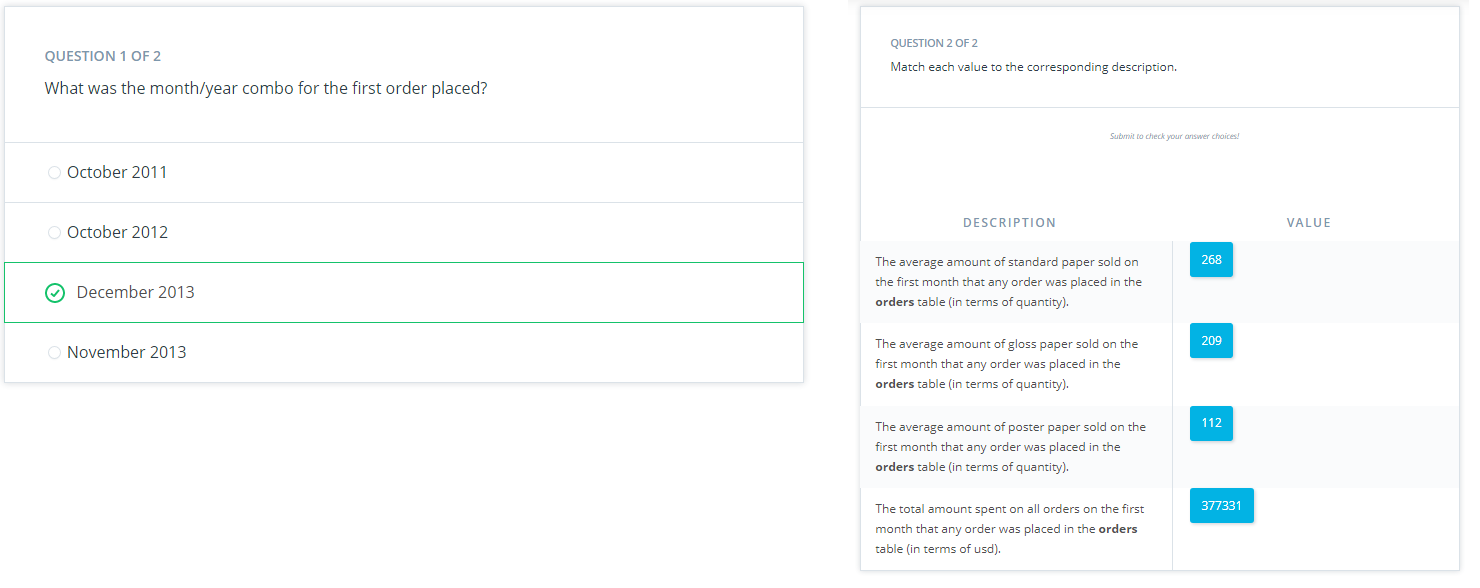 QUESTION 1 OF 2
What was the month/year combo for the first order placed?
October 2011
October 2012
December 2013
November 2013
QUESTION 2 OF 2
Match each value to the corresponding description.
Submit to check your answer choices!
DESCRIPTION
VALUE
The average amount of standard paper sold on
the first month that any order was placed in the
orders table (in terms of quantity).
268
The average amount of gloss paper sold on the
first month that any order was placed in the
orders table (in terms of quantity).
209
The average amount of poster paper sold on the
first month that any order was placed in the
orders table (in terms of quantity).
112
The total amount spent on all orders on the first
month that any order was placed in the orders
table (in terms of usd).
377331